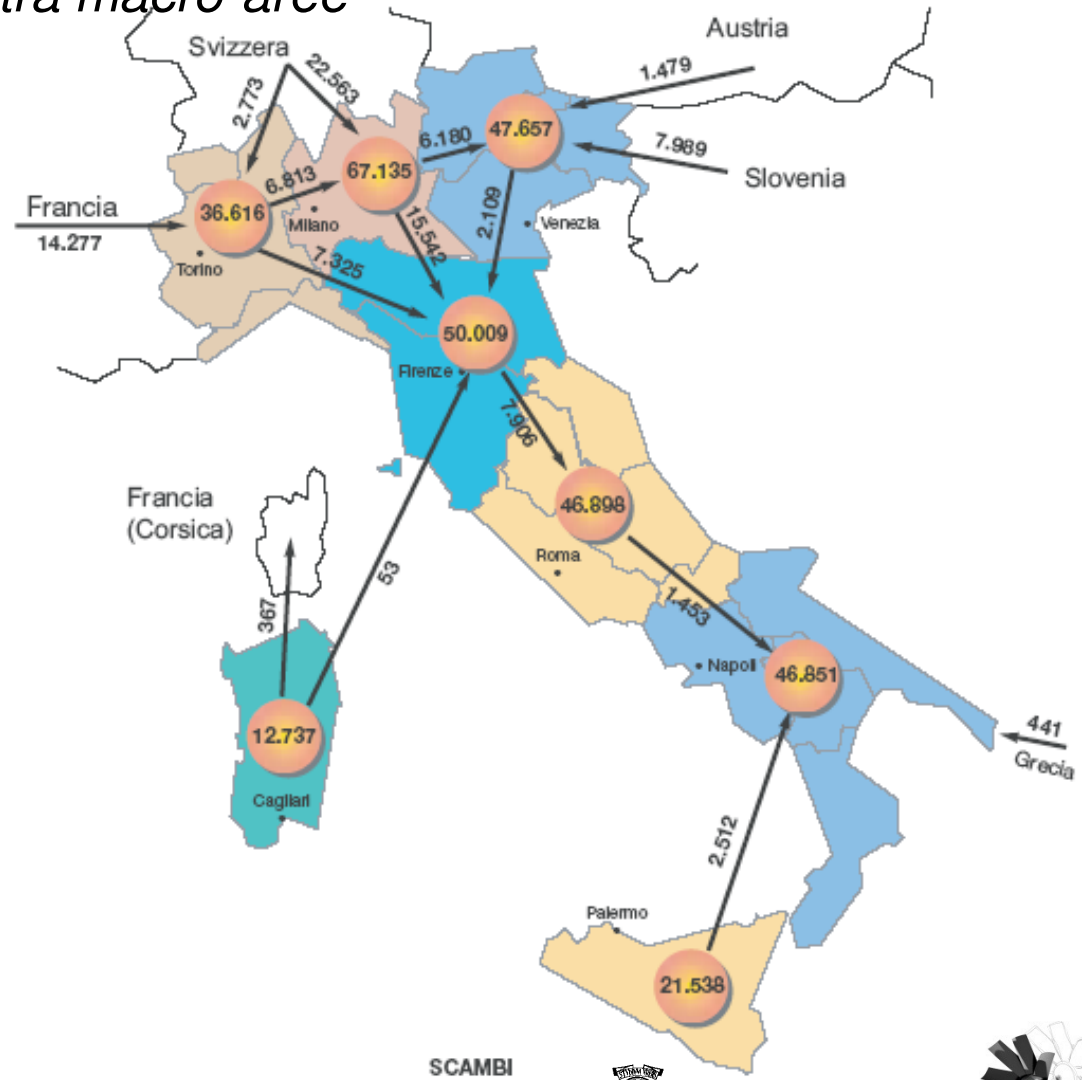 tra macro-aree
Svizzera
Austria
22.563
1.479
2.773
47.657
6.180
7.989
67.135
Slovenia
6.813
Francia
36.616
Milano
15.542
2.109
Venezia
14.277
7.325
Torino
50.009
Firenze
7.906
Francia
(Corsica)
46.898
Roma
53
367
1.453
Napoli
46.851
12.737
441
Grecia
Cagliari
2.512
Palermo
21.538
SCAMBI